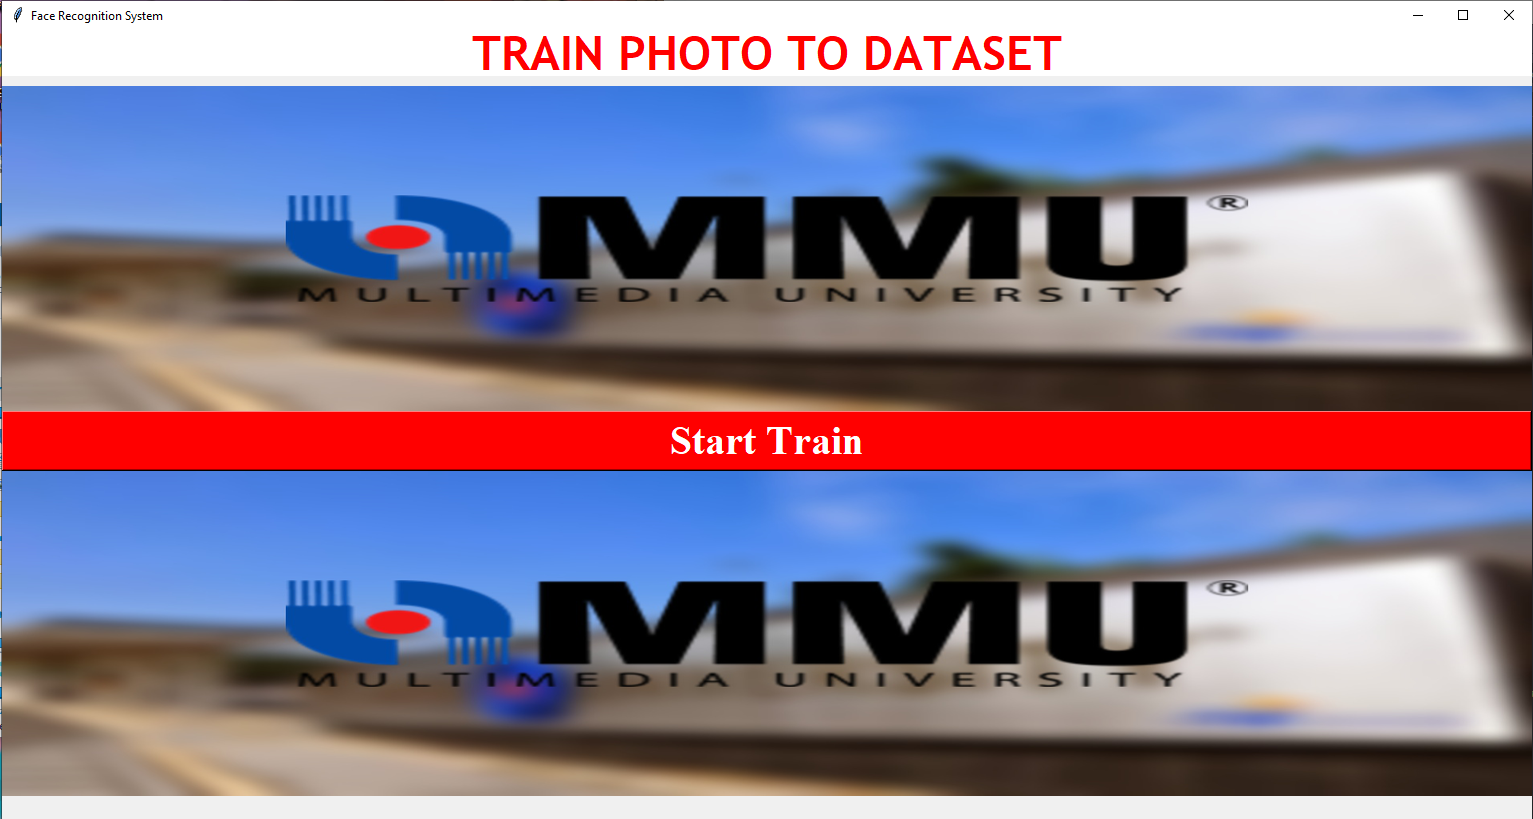 Face Recognition System
TRAIN PHOTO TO DATASET
MMU®
MULTIMEDIA UNIVERSITY
Start Train
MMU®
MULTIMEDIA UNIVERSITY